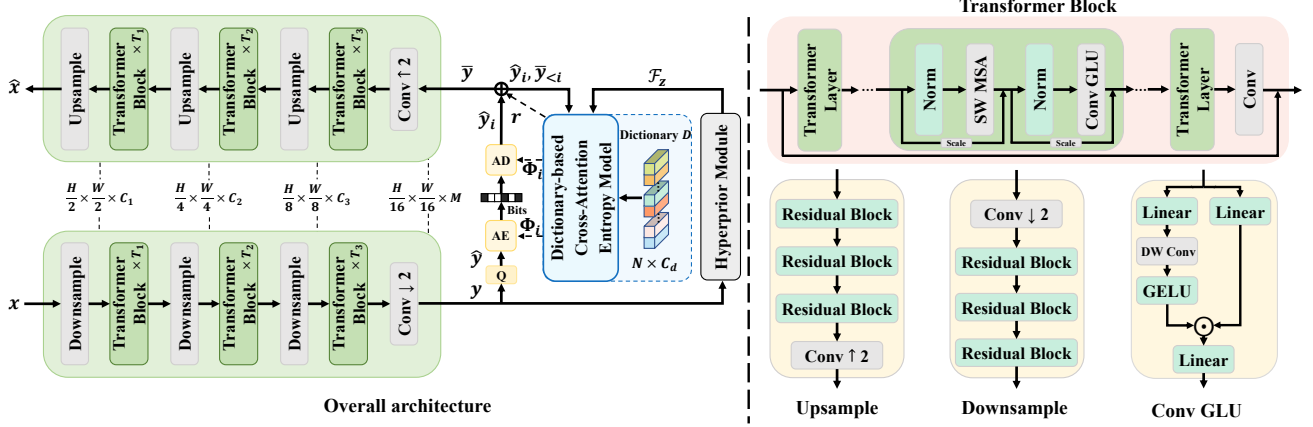 Transformer Block
x̂
Upsample
Transformer Block × T₁
Upsample
Transformer Block × T₂
Upsample
Transformer Block × T₃
Conv ↑ 2
ȳ
ŷᵢ, ȳ<ᵢ
ℱ_z
ŷᵢ
r
AD
Φᵢ
Bits
AE
Φᵢ
ŷ
Q
y
Dictionary-based
Cross-Attention
Entropy Model
Dictionary D
N × C_d
Hyperprior Module
H/2 × W/2 × C₁
H/4 × W/4 × C₂
H/8 × W/8 × C₃
H/16 × W/16 × M
x
Downsample
Transformer Block × T₁
Downsample
Transformer Block × T₂
Downsample
Transformer Block × T₃
Conv ↓ 2
Overall architecture
Transformer
Layer
Norm
SW MSA
Norm
Conv GLU
Scale
Scale
Transformer
Layer
Conv
Residual Block
Residual Block
Residual Block
Conv ↑ 2
Upsample
Conv ↓ 2
Residual Block
Residual Block
Residual Block
Downsample
Linear
Linear
DW Conv
GELU
Linear
Conv GLU